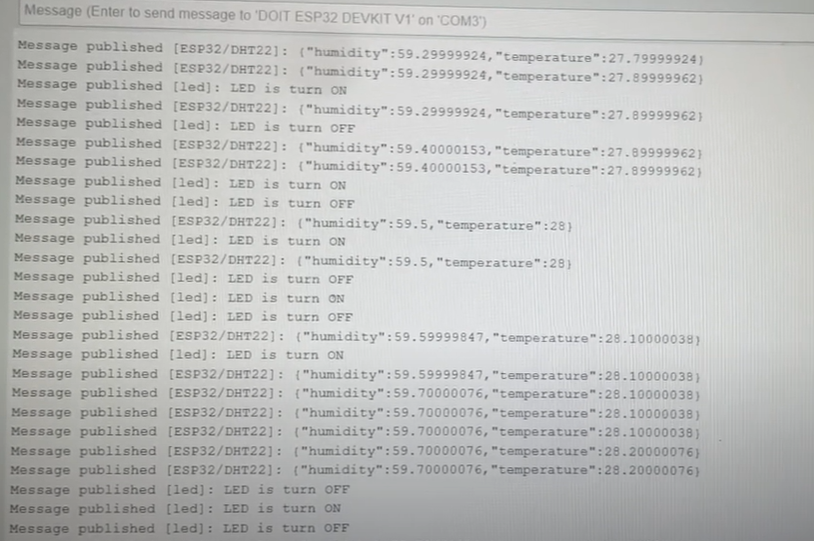 Message (Enter to send message to 'DOIT ESP32 DEVKIT V1' on 'COM3')
Message published [ESP32/DHT22]: {"humidity":59.29999924,"temperature":27.79999924}
Message published [ESP32/DHT22]: {"humidity":59.29999924,"temperature":27.89999962}
Message published [led]: LED is turn ON
Message published [ESP32/DHT22]: {"humidity":59.29999924,"temperature":27.89999962}
Message published [led]: LED is turn OFF
Message published [ESP32/DHT22]: {"humidity":59.40000153,"temperature":27.89999962}
Message published [ESP32/DHT22]: {"humidity":59.40000153,"temperature":27.89999962}
Message published [led]: LED is turn ON
Message published [led]: LED is turn OFF
Message published [ESP32/DHT22]: {"humidity":59.5,"temperature":28}
Message published [led]: LED is turn ON
Message published [ESP32/DHT22]: {"humidity":59.5,"temperature":28}
Message published [led]: LED is turn OFF
Message published [led]: LED is turn ON
Message published [led]: LED is turn OFF
Message published [ESP32/DHT22]: {"humidity":59.59999847,"temperature":28.10000038}
Message published [led]: LED is turn ON
Message published [ESP32/DHT22]: {"humidity":59.59999847,"temperature":28.10000038}
Message published [ESP32/DHT22]: {"humidity":59.70000076,"temperature":28.10000038}
Message published [ESP32/DHT22]: {"humidity":59.70000076,"temperature":28.10000038}
Message published [ESP32/DHT22]: {"humidity":59.70000076,"temperature":28.10000038}
Message published [ESP32/DHT22]: {"humidity":59.70000076,"temperature":28.20000076}
Message published [ESP32/DHT22]: {"humidity":59.70000076,"temperature":28.20000076}
Message published [led]: LED is turn OFF
Message published [led]: LED is turn ON
Message published [led]: LED is turn OFF